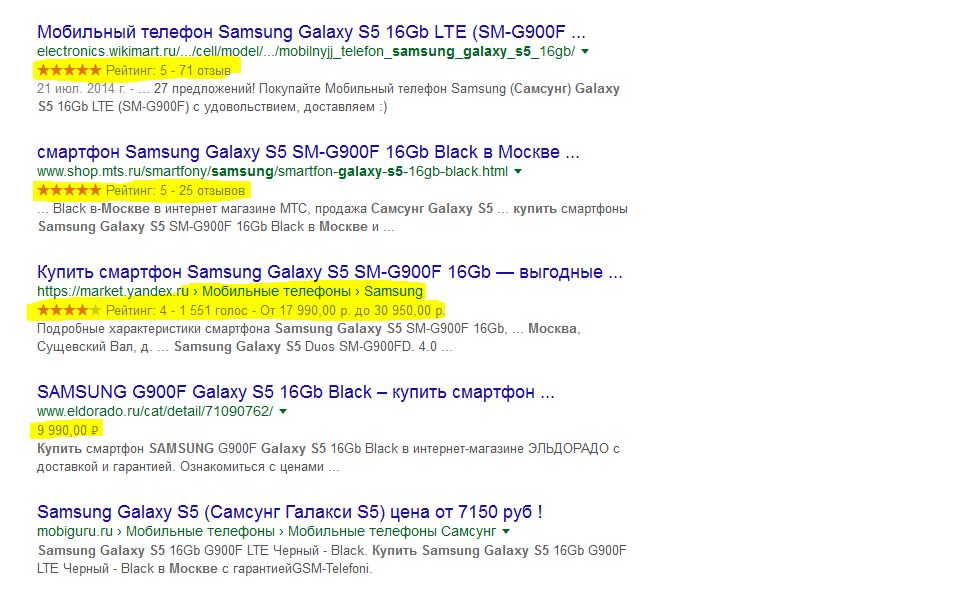 Мобильный телефон Samsung Galaxy S5 16Gb LTE (SM-G900F ...
electronics.wikimart.ru/.../cell/model/.../mobilnyjj_telefon_samsung_galaxy_s5_16gb/
Рейтинг: 5 - 71 отзыв
21 июл. 2014 г. - ... 27 предложений! Покупайте Мобильный телефон Samsung (Самсунг) Galaxy
S5 16Gb LTE (SM-G900F) с удовольствием, доставляем :)
смартфон Samsung Galaxy S5 SM-G900F 16Gb Black в Москве ...
www.shop.mts.ru/smartfony/samsung/smartfon-galaxy-s5-16gb-black.html
Рейтинг: 5 - 25 отзывов
... Black в-Москве в интернет магазине МТС, продажа Самсунг Galaxy S5 ... купить смартфоны
Samsung Galaxy S5 SM-G900F 16Gb Black в Москве и ...
Купить смартфон Samsung Galaxy S5 SM-G900F 16Gb — выгодные ...
https://market.yandex.ru › Мобильные телефоны › Samsung
Рейтинг: 4 - 1 551 голос - От 17 990,00 р. до 30 950,00 р.
Подробные характеристики смартфона Samsung Galaxy S5 SM-G900F 16Gb, ... Москва,
Сущевский Вал, д. ... Samsung Galaxy S5 Duos SM-G900FD. 4.0 ...
SAMSUNG G900F Galaxy S5 16Gb Black – купить смартфон ...
www.eldorado.ru/cat/detail/71090762/
9 990,00 ₽
Купить смартфон SAMSUNG G900F Galaxy S5 16Gb Black в интернет-магазине ЭЛЬДОРАДО с
доставкой и гарантией. Ознакомиться с ценами ...
Samsung Galaxy S5 (Самсунг Галакси S5) цена от 7150 руб !
mobiguru.ru › Мобильные телефоны › Мобильные телефоны Самсунг
Samsung Galaxy S5 16Gb G900F LTE Черный - Black. Купить Samsung Galaxy S5 16Gb G900F
LTE Черный - Black в Москве с гарантиейGSM-Telefoni.